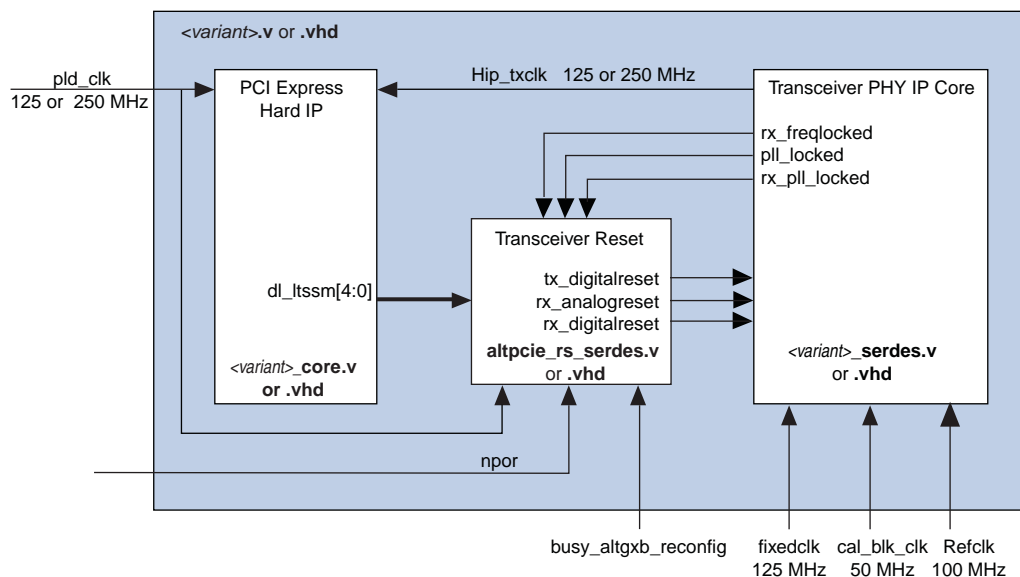 <variant>.v or .vhd
pld_clk
125 or 250 MHz
PCI Express
Hard IP
Hip_txclk 125 or 250 MHz
Transceiver PHY IP Core
rx_freqlocked
pll_locked
rx_pll_locked
Transceiver Reset
tx_digitalreset
rx_analogreset
rx_digitalreset
altpcie_rs_serdes.v
or .vhd
dl_ltssm[4:0]
<variant>_core.v
or .vhd
<variant>_serdes.v
or .vhd
npor
busy_altgxb_reconfig
fixedclk
125 MHz
cal_blk_clk
50 MHz
Refclk
100 MHz